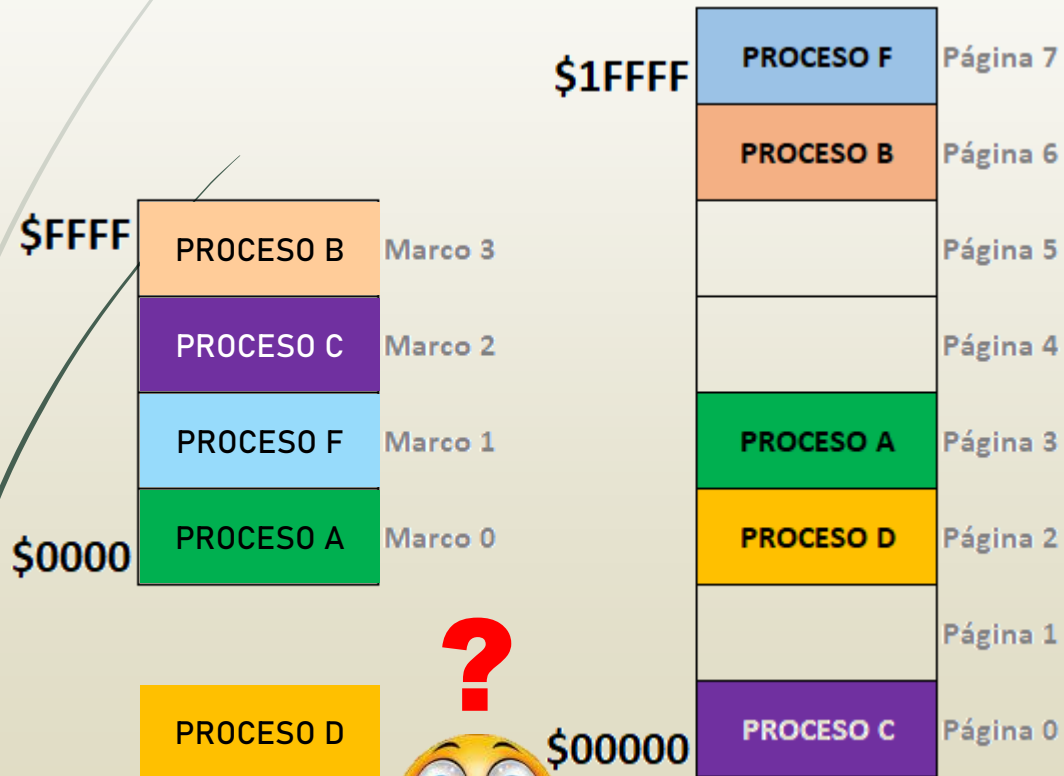 $FFFF
PROCESO B Marco 3
PROCESO C Marco 2
PROCESO F Marco 1
$0000
PROCESO A Marco 0
PROCESO D
?
$1FFFF
PROCESO F Página 7
PROCESO B Página 6
Página 5
Página 4
PROCESO A Página 3
PROCESO D Página 2
Página 1
$00000
PROCESO C Página 0